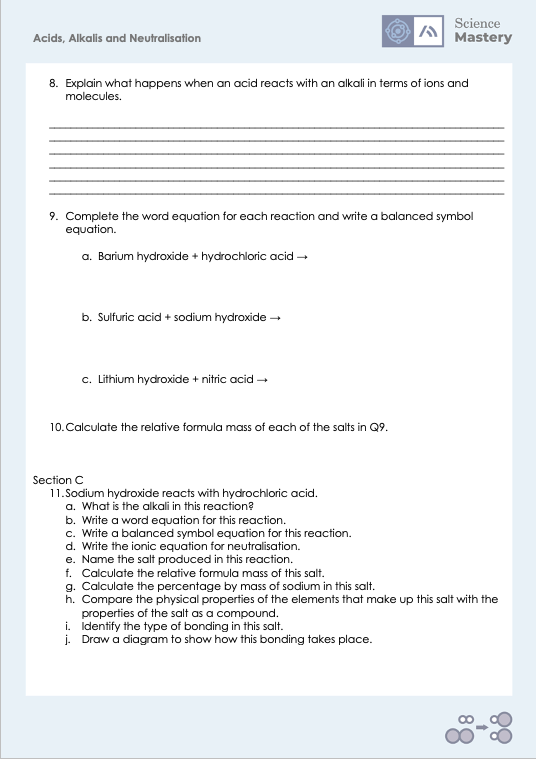 Acids, Alkalis and Neutralisation
Science
Mastery
8. Explain what happens when an acid reacts with an alkali in terms of ions and
molecules.
9. Complete the word equation for each reaction and write a balanced symbol
equation.
a. Barium hydroxide + hydrochloric acid →
b. Sulfuric acid + sodium hydroxide →
c. Lithium hydroxide + nitric acid →
10. Calculate the relative formula mass of each of the salts in Q9.
Section C
11. Sodium hydroxide reacts with hydrochloric acid.
a. What is the alkali in this reaction?
b. Write a word equation for this reaction.
c. Write a balanced symbol equation for this reaction.
d. Write the ionic equation for neutralisation.
e. Name the salt produced in this reaction.
f. Calculate the relative formula mass of this salt.
g. Calculate the percentage by mass of sodium in this salt.
h. Compare the physical properties of the elements that make up this salt with the
properties of the salt as a compound.
i. Identify the type of bonding in this salt.
j. Draw a diagram to show how this bonding takes place.